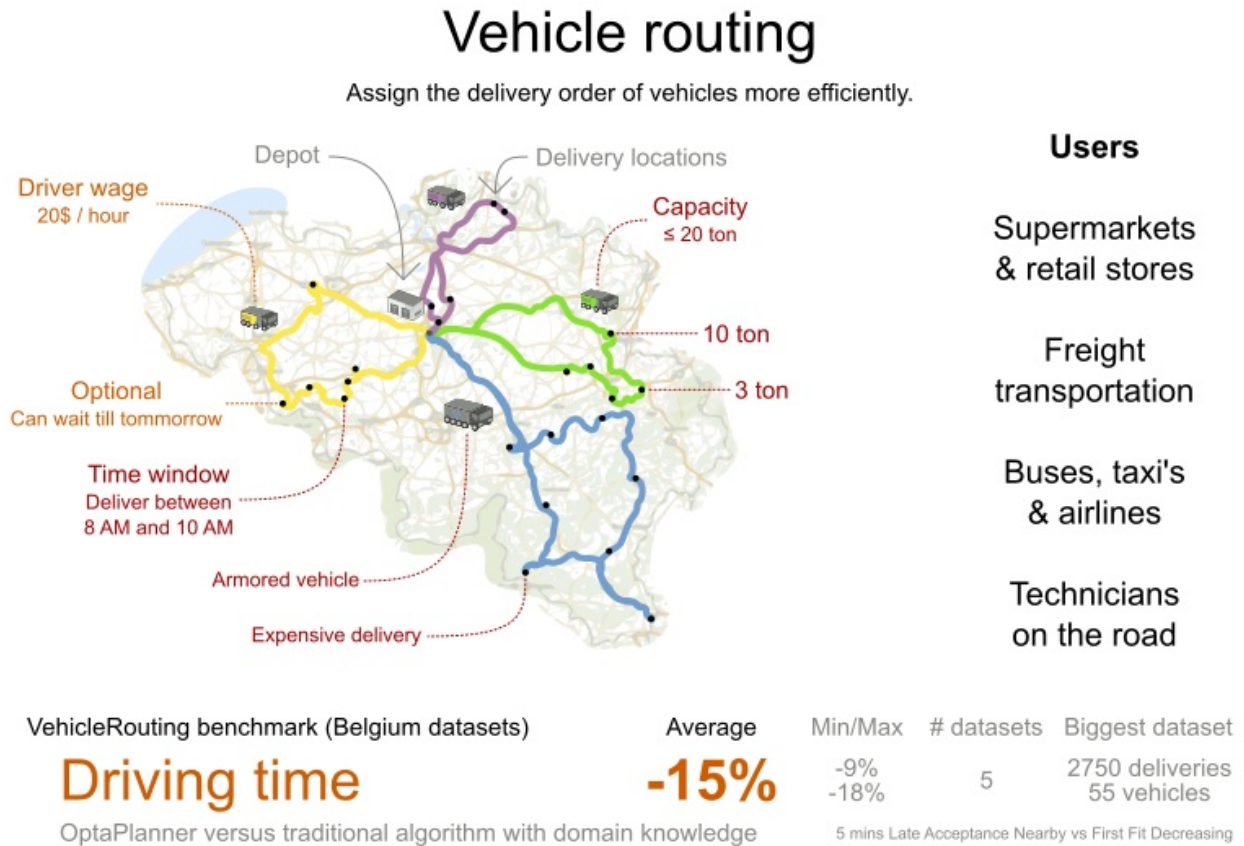 Vehicle routing
Assign the delivery order of vehicles more efficiently.
Depot
Delivery locations
Driver wage
20$ / hour
Capacity
≤ 20 ton
10 ton
3 ton
Optional
Can wait till tommorrow
Time window
Deliver between
8 AM and 10 AM
Armored vehicle
Expensive delivery
Users
Supermarkets
& retail stores
Freight
transportation
Buses, taxi's
& airlines
Technicians
on the road
VehicleRouting benchmark (Belgium datasets)
Driving time
OptaPlanner versus traditional algorithm with domain knowledge
Average
-15%
Min/Max
-9%
-18%
# datasets
5
Biggest dataset
2750 deliveries
55 vehicles
5 mins Late Acceptance Nearby vs First Fit Decreasing